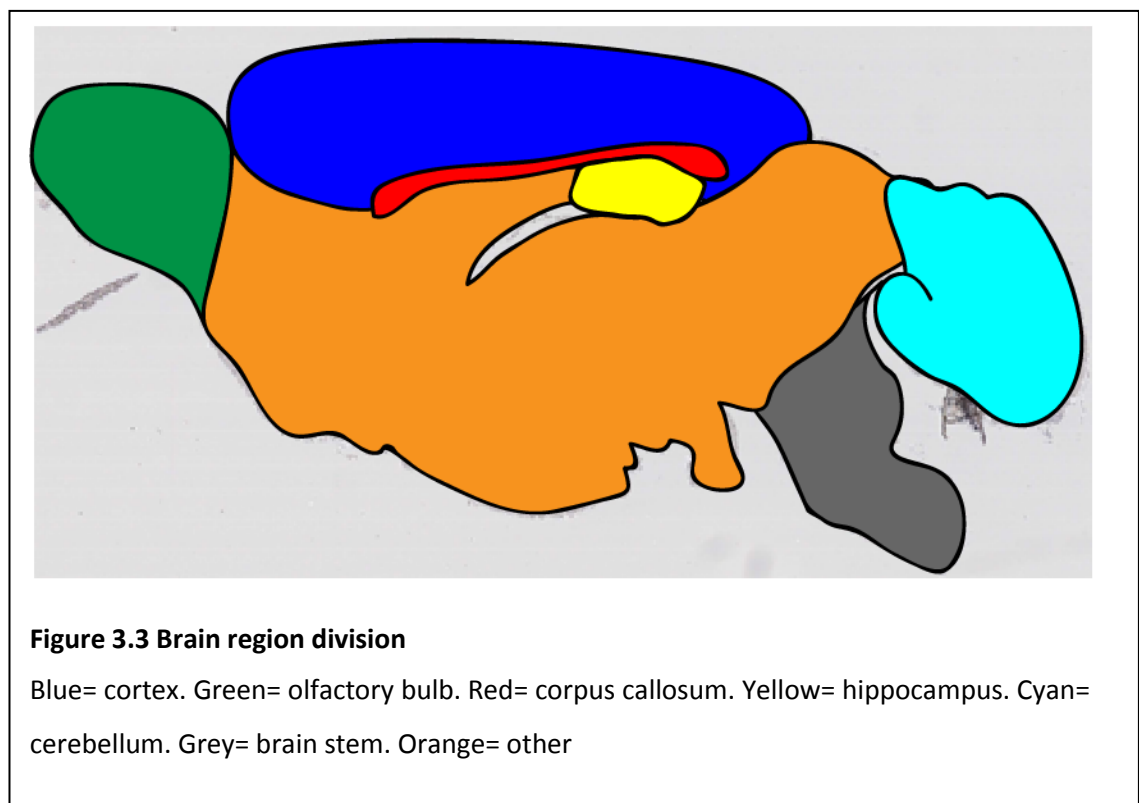 Figure 3.3 Brain region division
Blue= cortex. Green= olfactory bulb. Red= corpus callosum. Yellow= hippocampus. Cyan=
cerebellum. Grey= brain stem. Orange= other